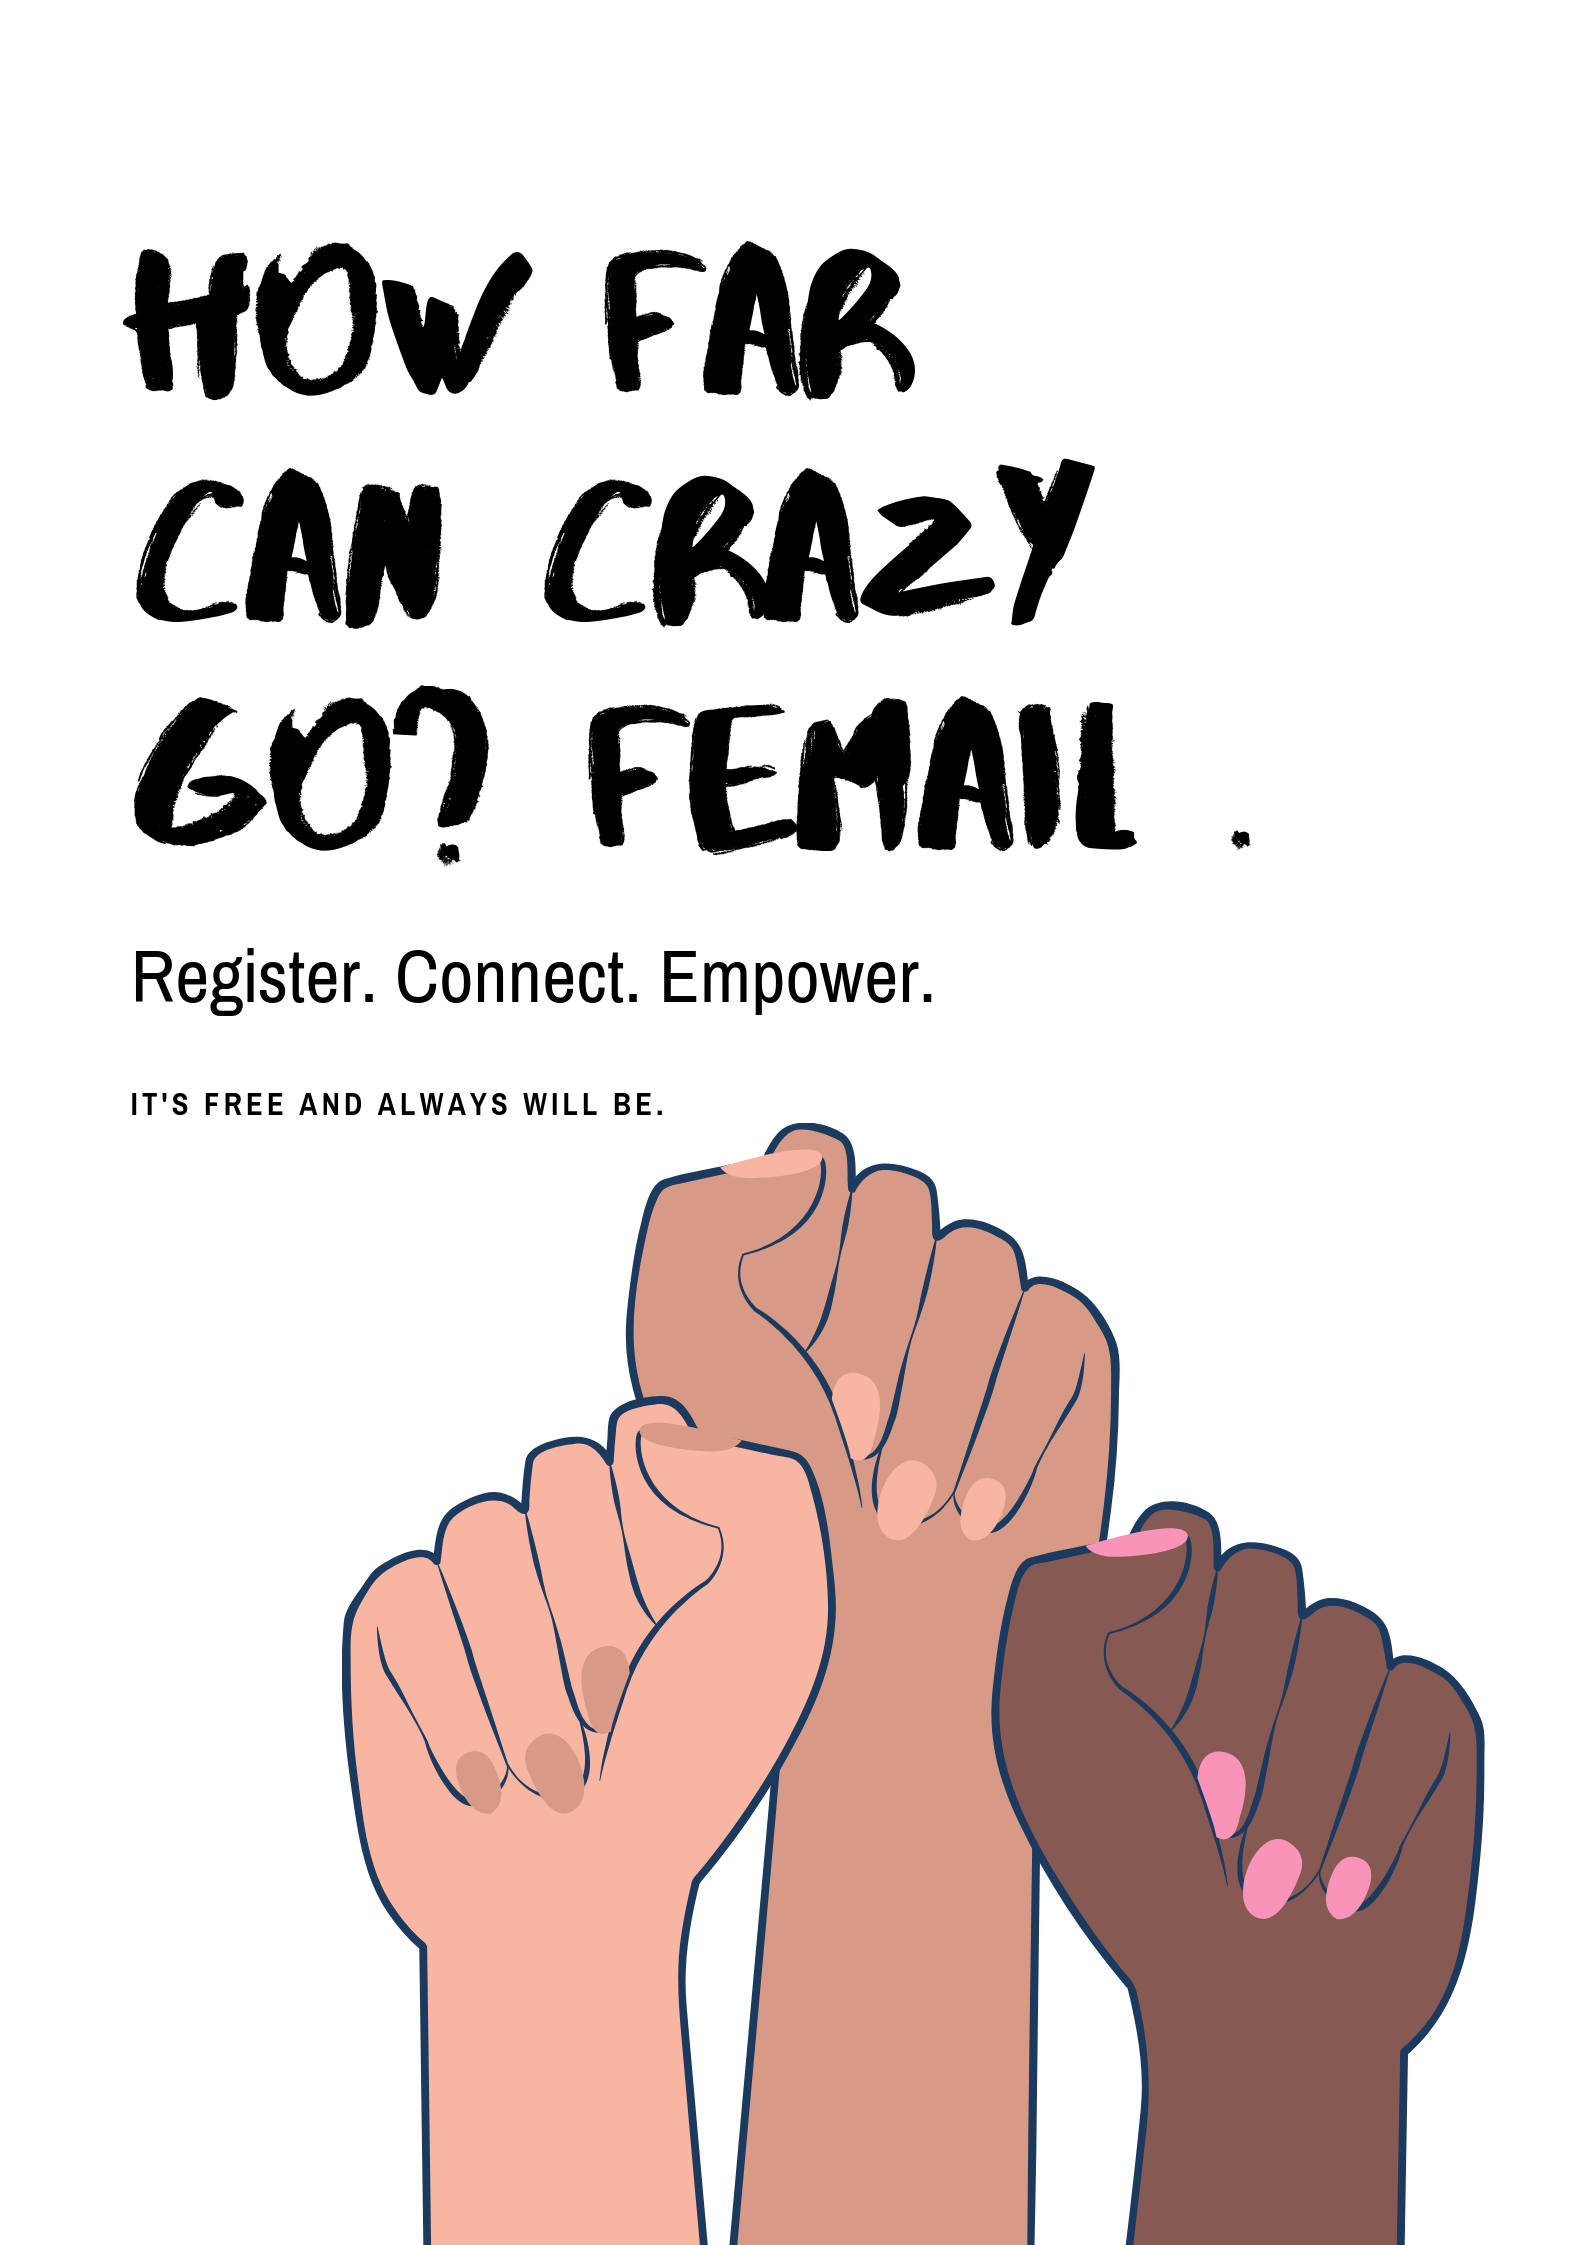 HOW FAR
CAN CRAZY
GO? FEMAIL .
Register. Connect. Empower.
IT'S FREE AND ALWAYS WILL BE.